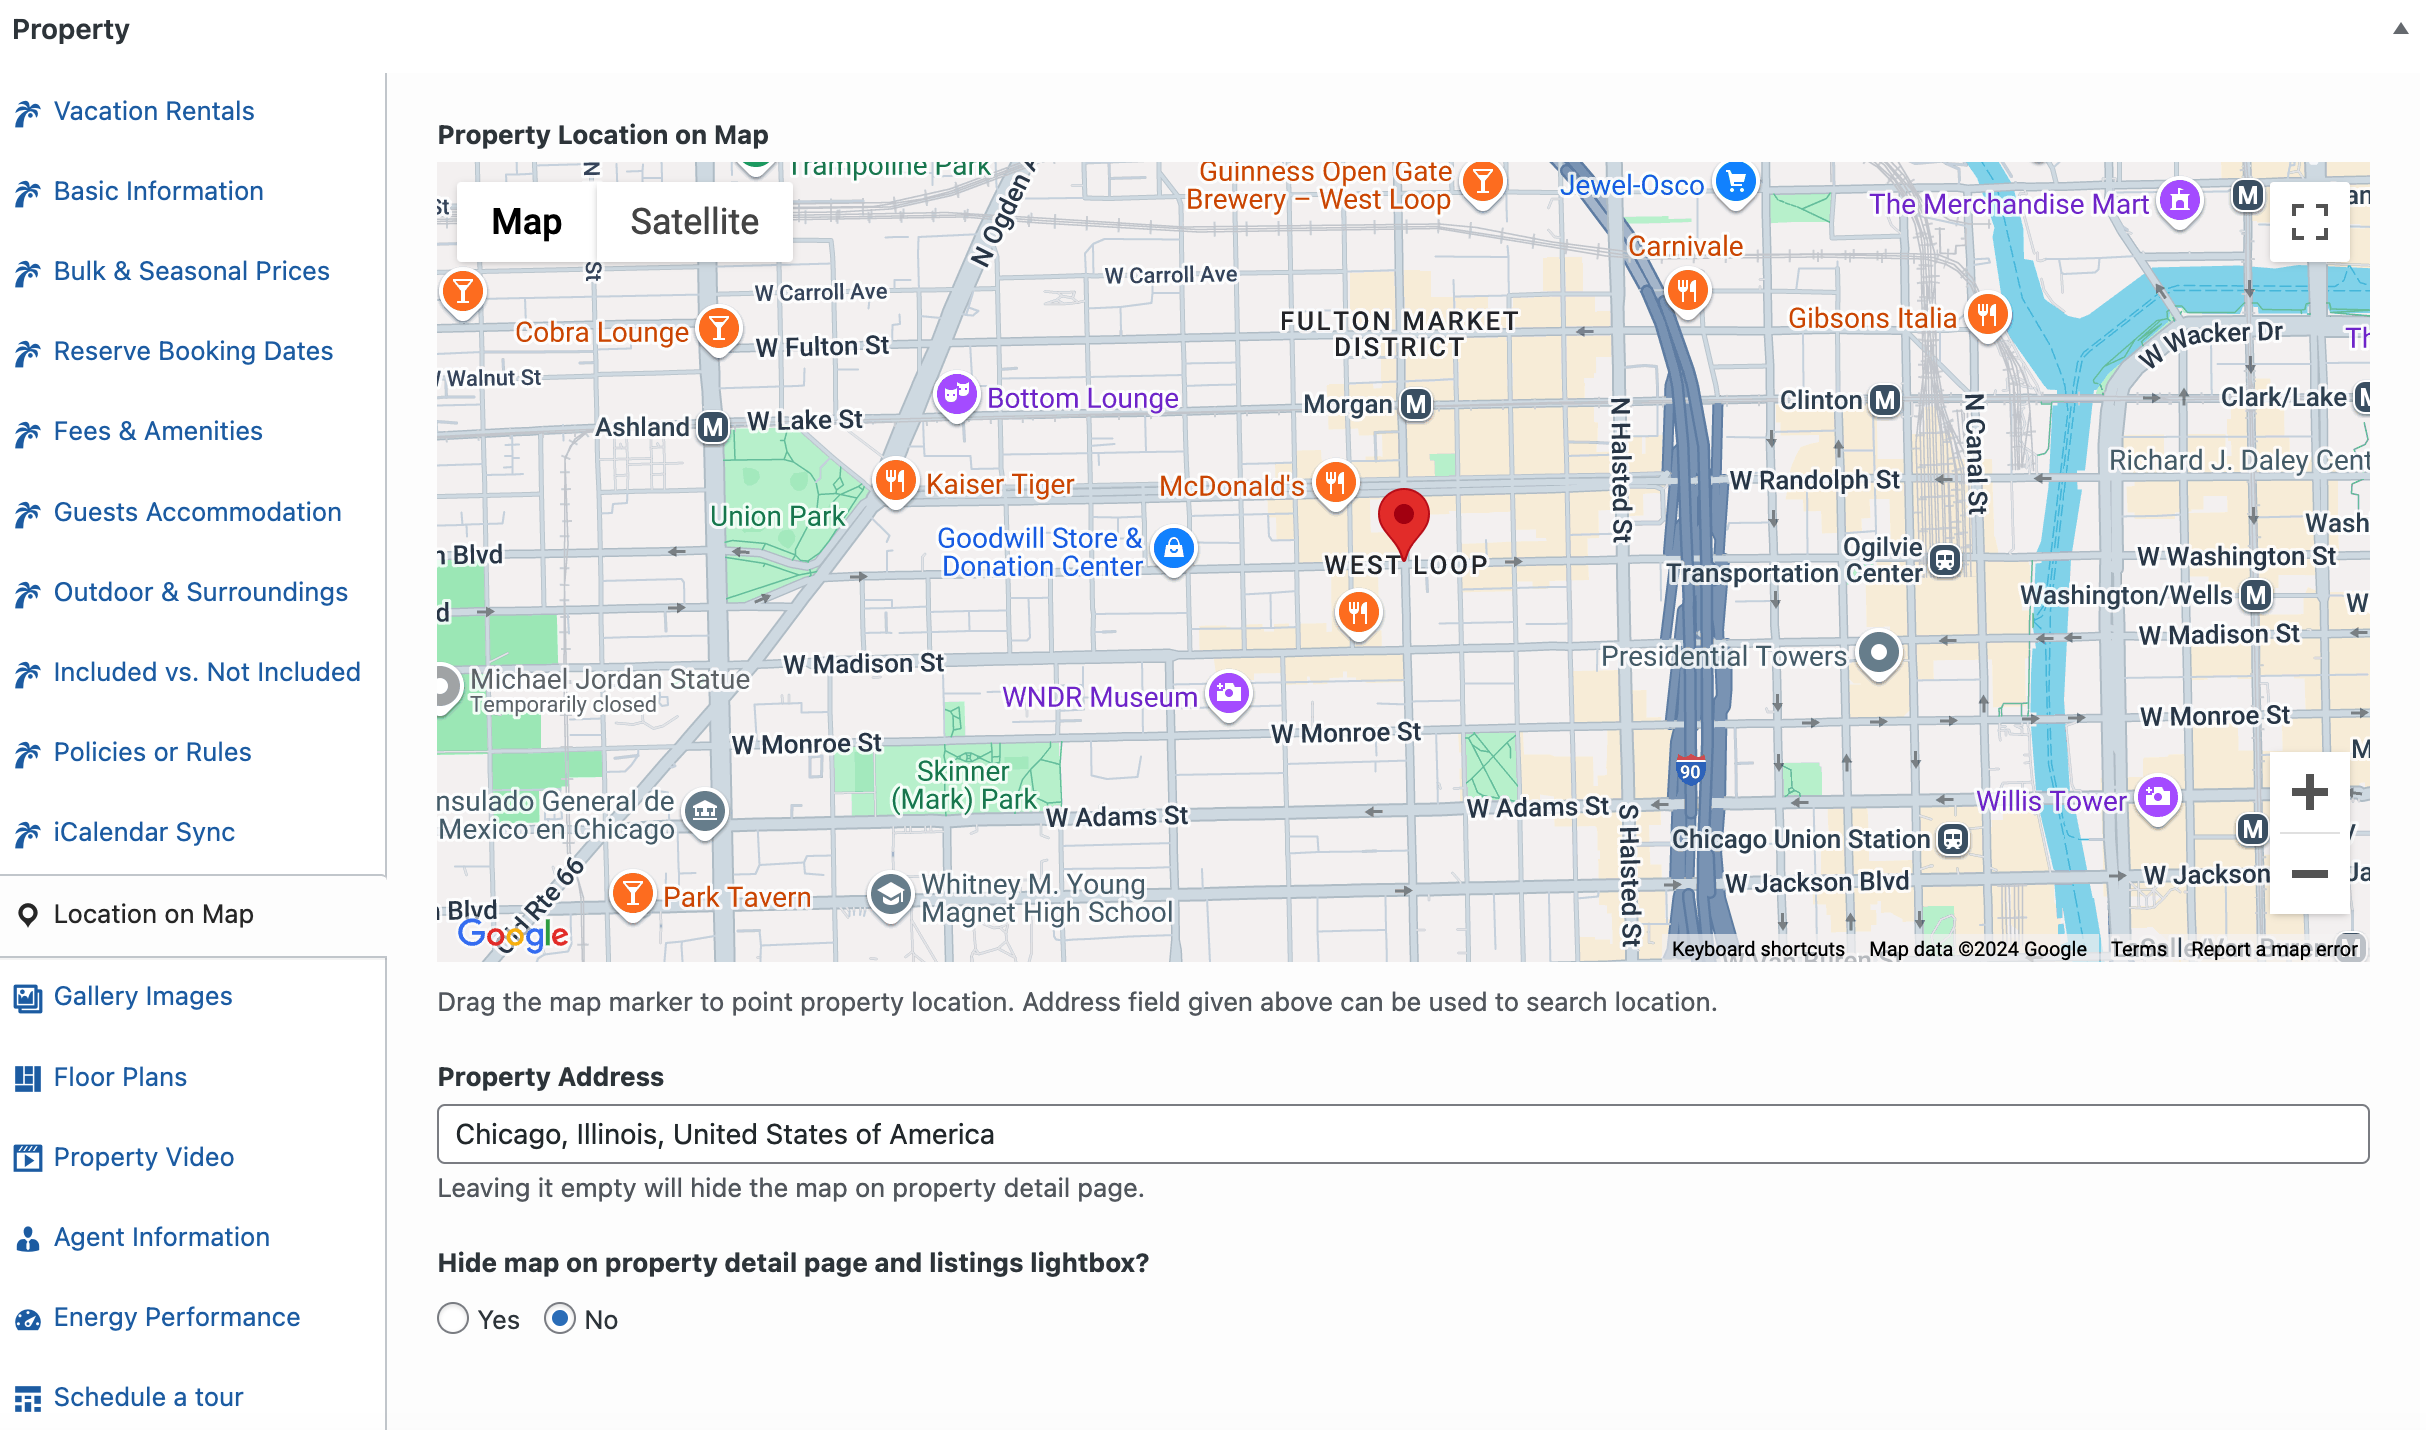 Property
Vacation Rentals
Basic Information
Bulk & Seasonal Prices
Reserve Booking Dates
Fees & Amenities
Guests Accommodation
Outdoor & Surroundings
Included vs. Not Included
Policies or Rules
iCalendar Sync
Location on Map
Gallery Images
Floor Plans
Property Video
Agent Information
Energy Performance
Schedule a tour
Property Location on Map
Map
Satellite
Trampoline Park
Guinness Open Gate
Brewery – West Loop
Jewel-Osco
The Merchandise Mart
M
St
N
St
N Ogden
Carnivale
W Carroll Ave
W Carroll Ave
Cobra Lounge
W Fulton St
FULTON MARKET
DISTRICT
Gibsons Italia
W Wacker Dr
Walnut St
Bottom Lounge
Morgan M
Clinton M
Clark/Lake
Ashland M
W Lake St
N Halsted St
N Canal St
Richard J. Daley Cent
Kaiser Tiger
McDonald's
W Randolph St
Union Park
Goodwill Store &
Donation Center
WEST LOOP
Ogilvie
Transportation Center
Wash
W Washington St
Blvd
Washington/Wells M
W
d
W Madison St
W Madison St
Presidential Towers
Michael Jordan Statue
Temporarily closed
WNDR Museum
W Monroe St
W Monroe St
W Monroe St
M
90
Skinner
(Mark) Park
nsulado General de
Mexico en Chicago
W Adams St
W Adams St
Willis Tower
S Halsted St
Chicago Union Station
M
Park Tavern
Whitney M. Young
Magnet High School
W Jackson Blvd
W Jackson
Ja
Blvd
Old Rte 66
Google
Keyboard shortcuts
Map data ©2024 Google
Terms
Report a map error
Drag the map marker to point property location. Address field given above can be used to search location.
Property Address
Chicago, Illinois, United States of America
Leaving it empty will hide the map on property detail page.
Hide map on property detail page and listings lightbox?
Yes
No